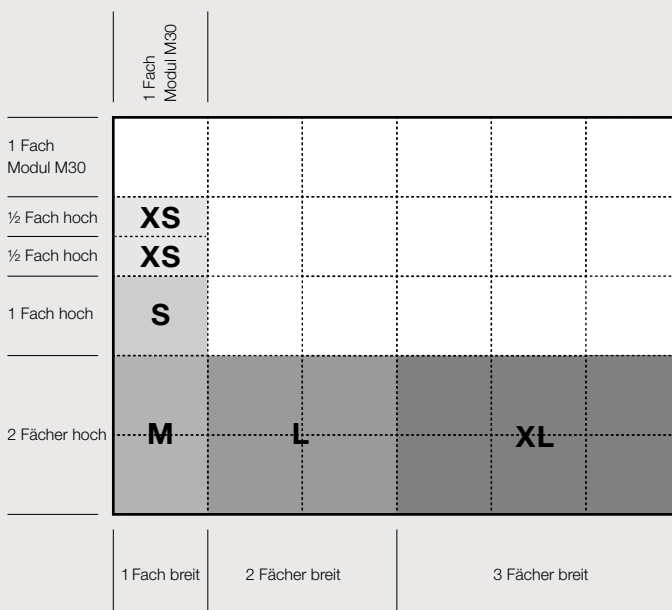 1 Fach
Modul M30
1 Fach
Modul M30
½ Fach hoch
XS
½ Fach hoch
XS
1 Fach hoch
S
2 Fächer hoch
M
L
XL
1 Fach breit
2 Fächer breit
3 Fächer breit